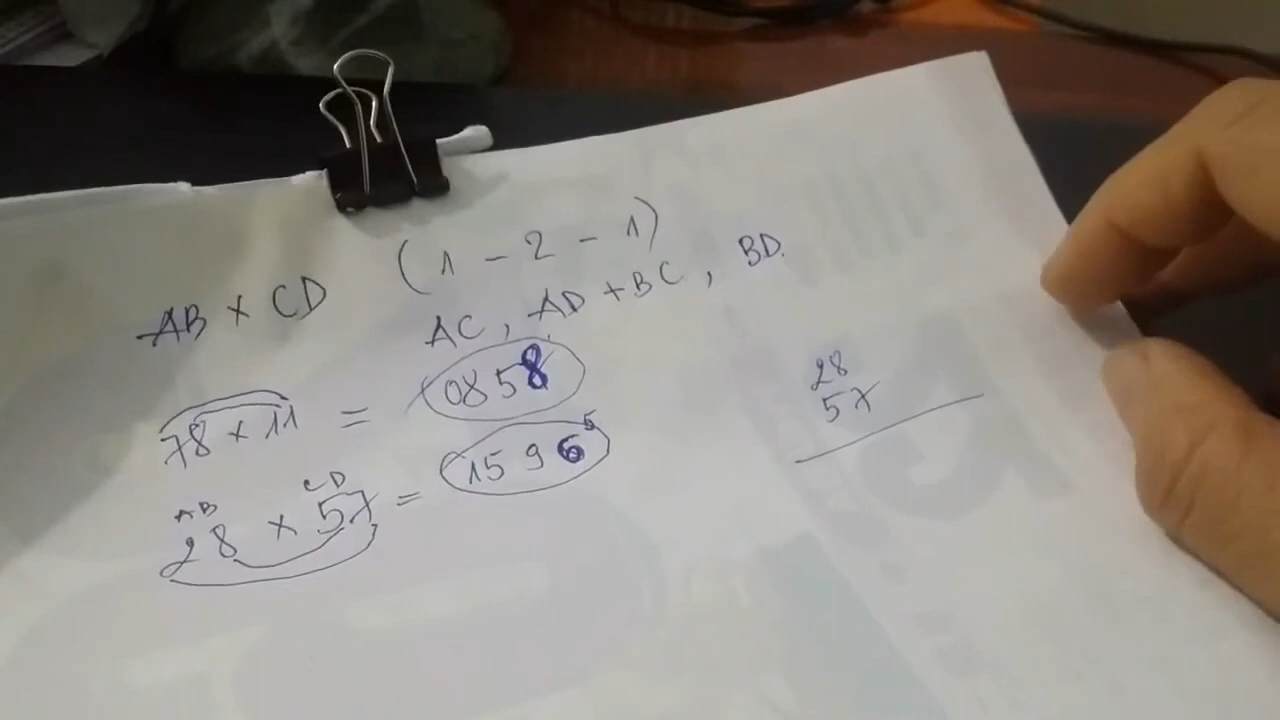 (1 - 2 - 1)
AB × CD
AC, AD + BC, BD.
78 × 11 = 0858
AB CD 5
28 × 57 = 1596
28
57